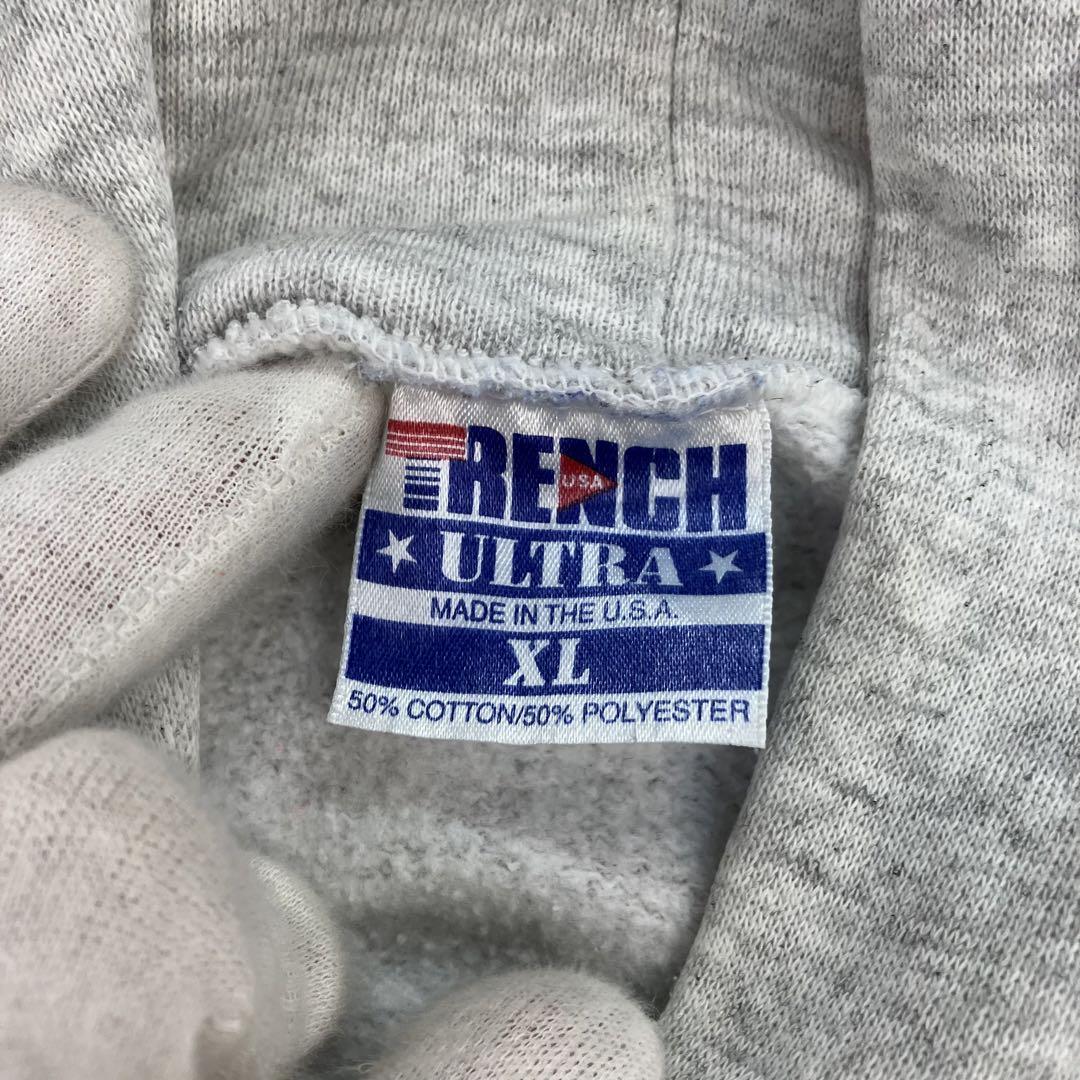 TRENCH
USA
★ ULTRA ★
MADE IN THE U.S.A.
XL
50% COTTON/50% POLYESTER